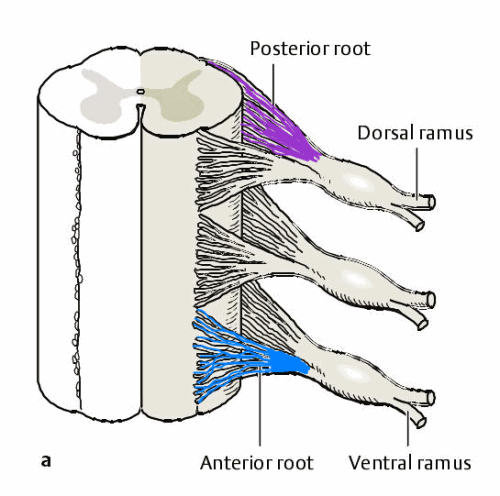 Posterior root
Dorsal ramus
a
Anterior root
Ventral ramus